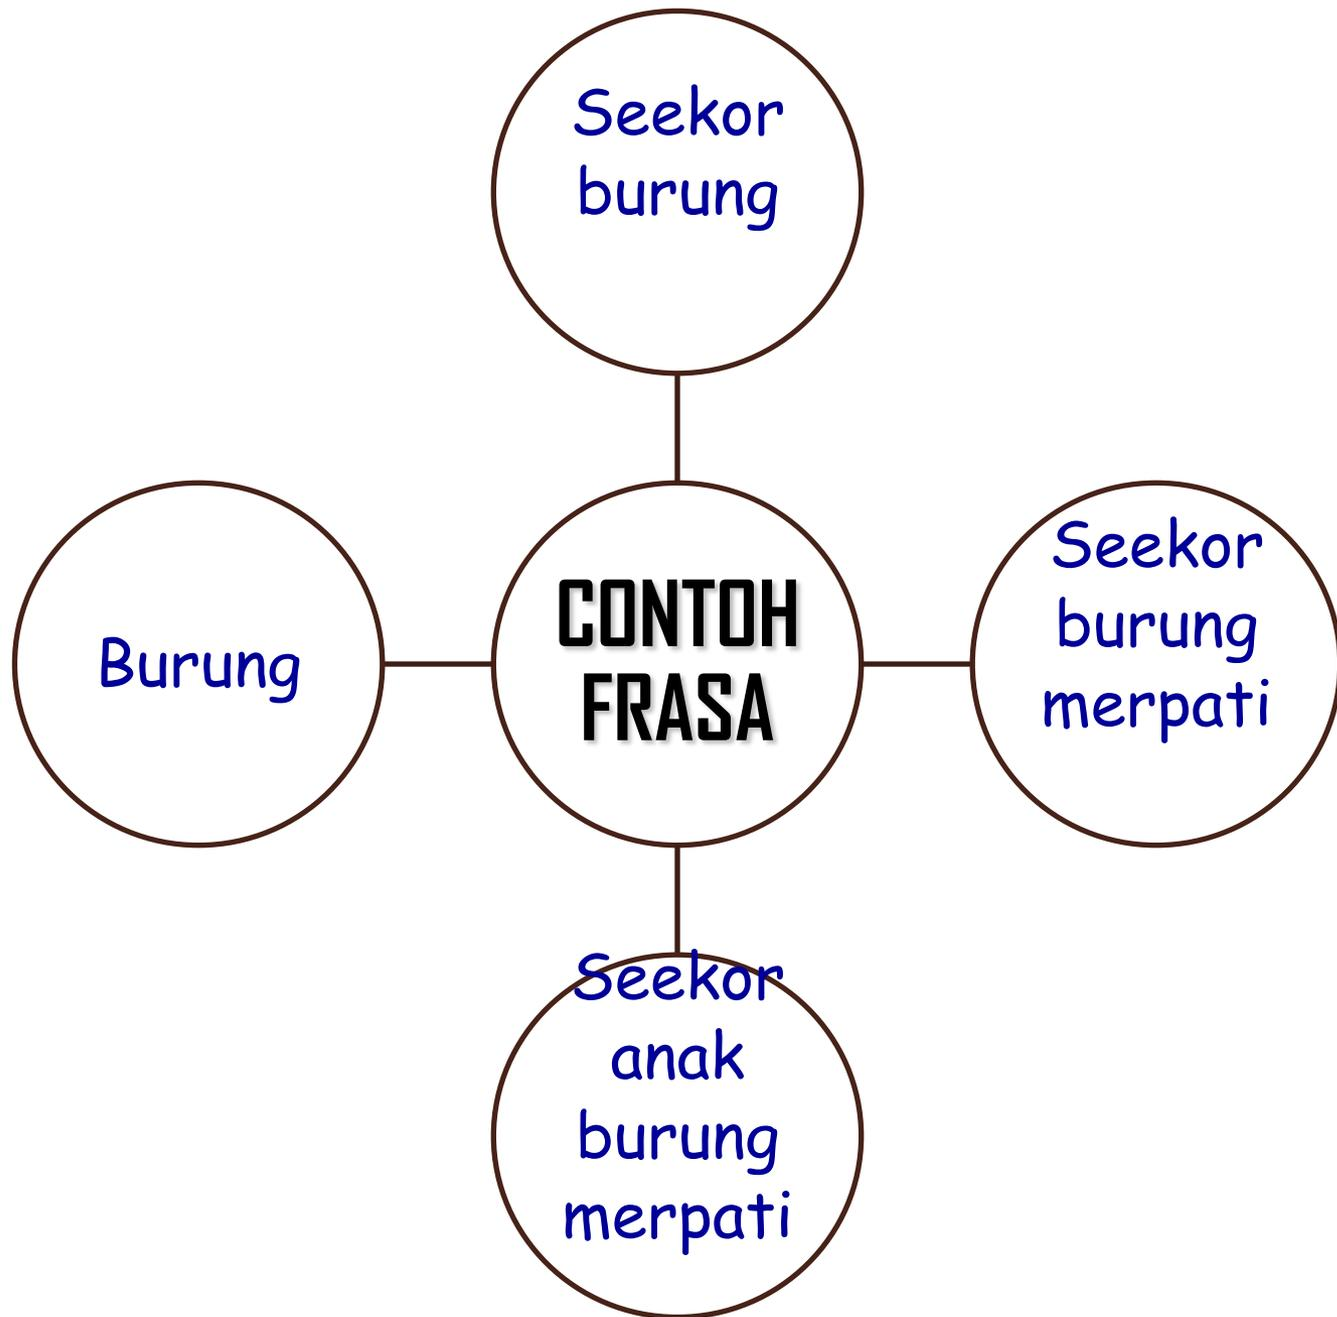 Seekor
burung
Burung
CONTOH
FRASA
Seekor
burung
merpati
Seekor
anak
burung
merpati